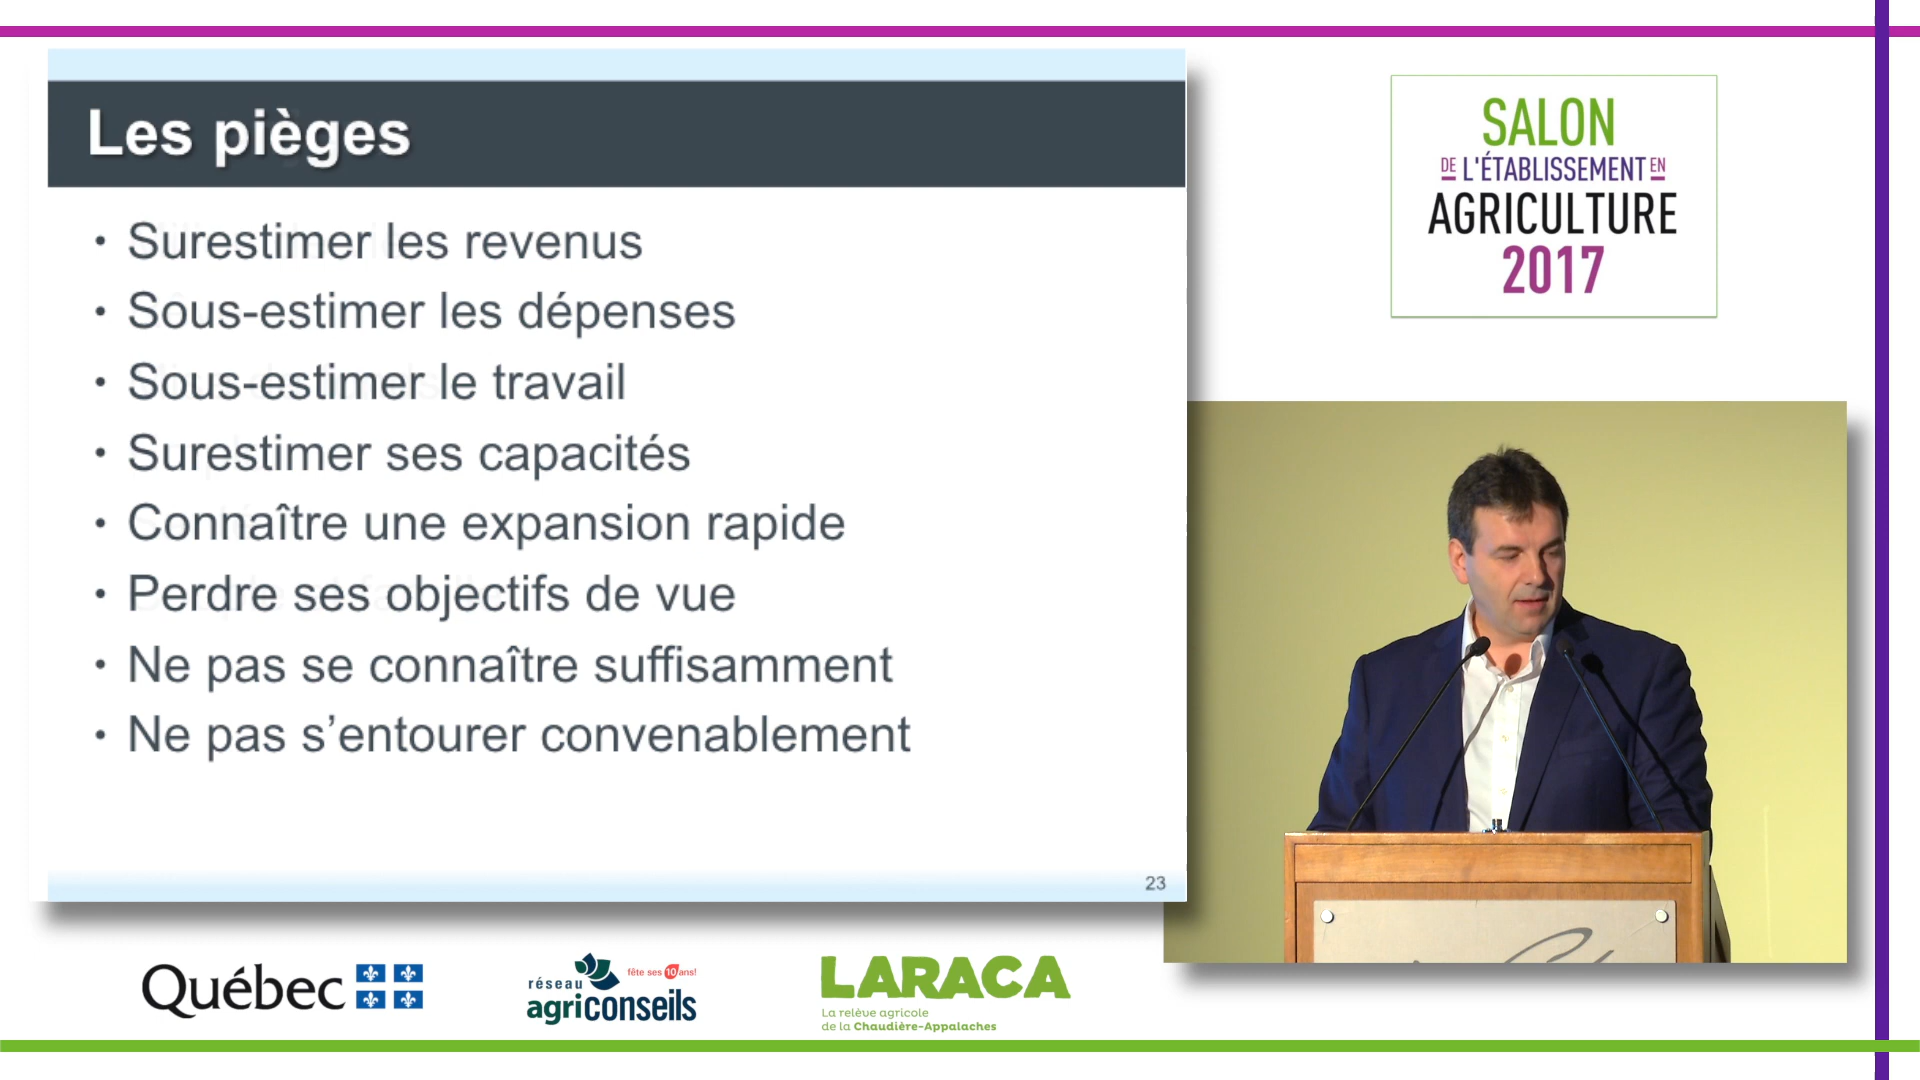 Les pièges
• Surestimer les revenus
• Sous-estimer les dépenses
• Sous-estimer le travail
• Surestimer ses capacités
• Connaître une expansion rapide
• Perdre ses objectifs de vue
• Ne pas se connaître suffisamment
• Ne pas s’entourer convenablement
23
SALON
DE L'ÉTABLISSEMENT EN
AGRICULTURE
2017
Québec
réseau
agriconseils
fête ses 10 ans!
LARACA
La relève agricole
de la Chaudière-Appalaches